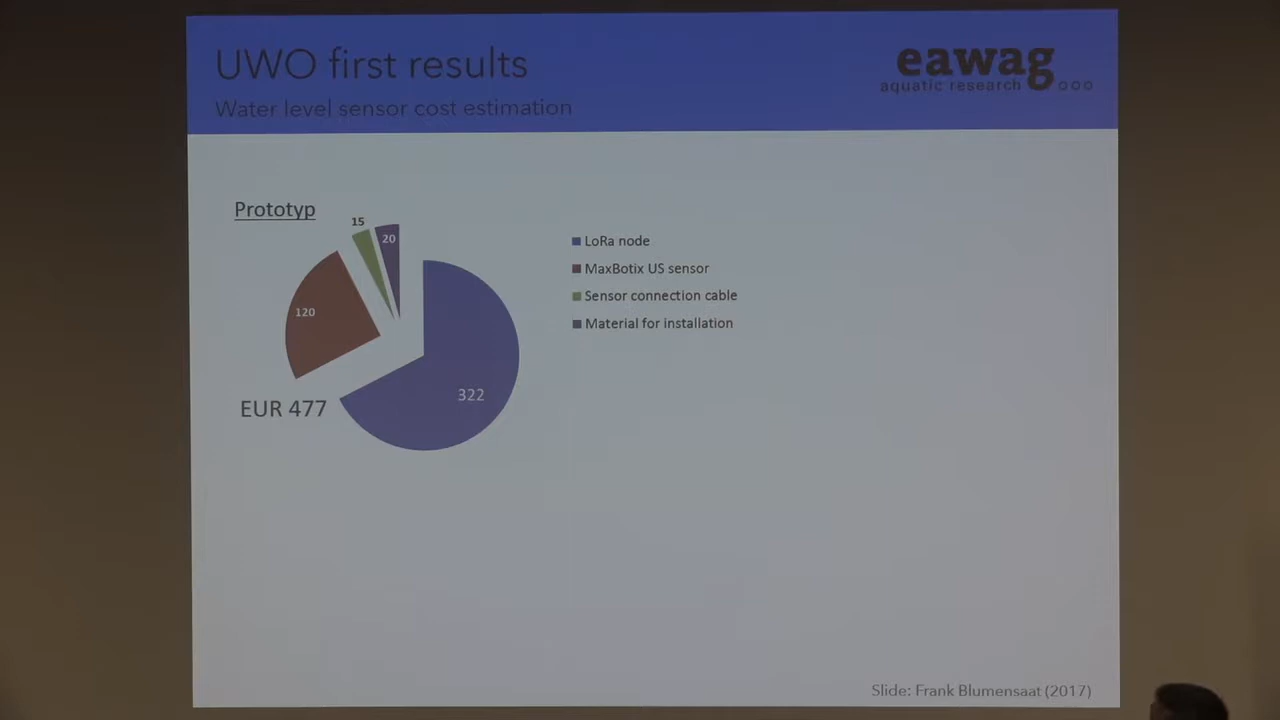 UWO first results
Water level sensor cost estimation
eawag
aquatic research
Prototyp
15
20
120
322
EUR 477
LoRa node
MaxBotix US sensor
Sensor connection cable
Material for installation
Slide: Frank Blumensaat (2017)